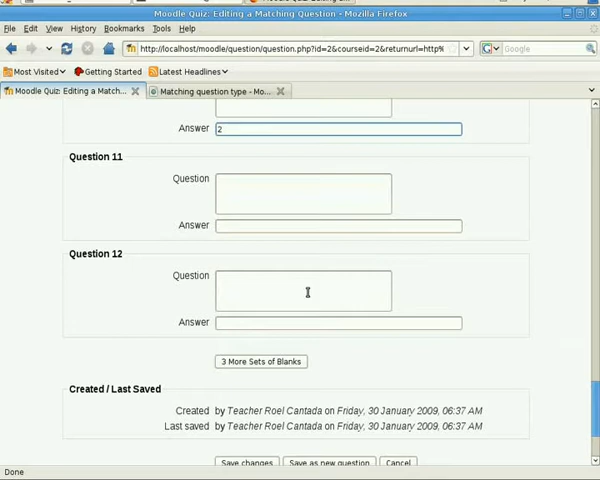 Moodle Quiz: Editing a Matching Question - Mozilla Firefox
File Edit View History Bookmarks Tools Help
http://localhost/moodle/question/question.php?id=2&courseid=2&returnurl=http%
Google
Most Visited Getting Started Latest Headlines
Moodle Quiz: Editing a Match... Matching question type - Mo...
Answer 2
Question 11
Question
Answer
Question 12
Question
Answer
3 More Sets of Blanks
Created / Last Saved
Created by Teacher Roel Cantada on Friday, 30 January 2009, 06:37 AM
Last saved by Teacher Roel Cantada on Friday, 30 January 2009, 06:37 AM
Save changes Save as new question Cancel
Done